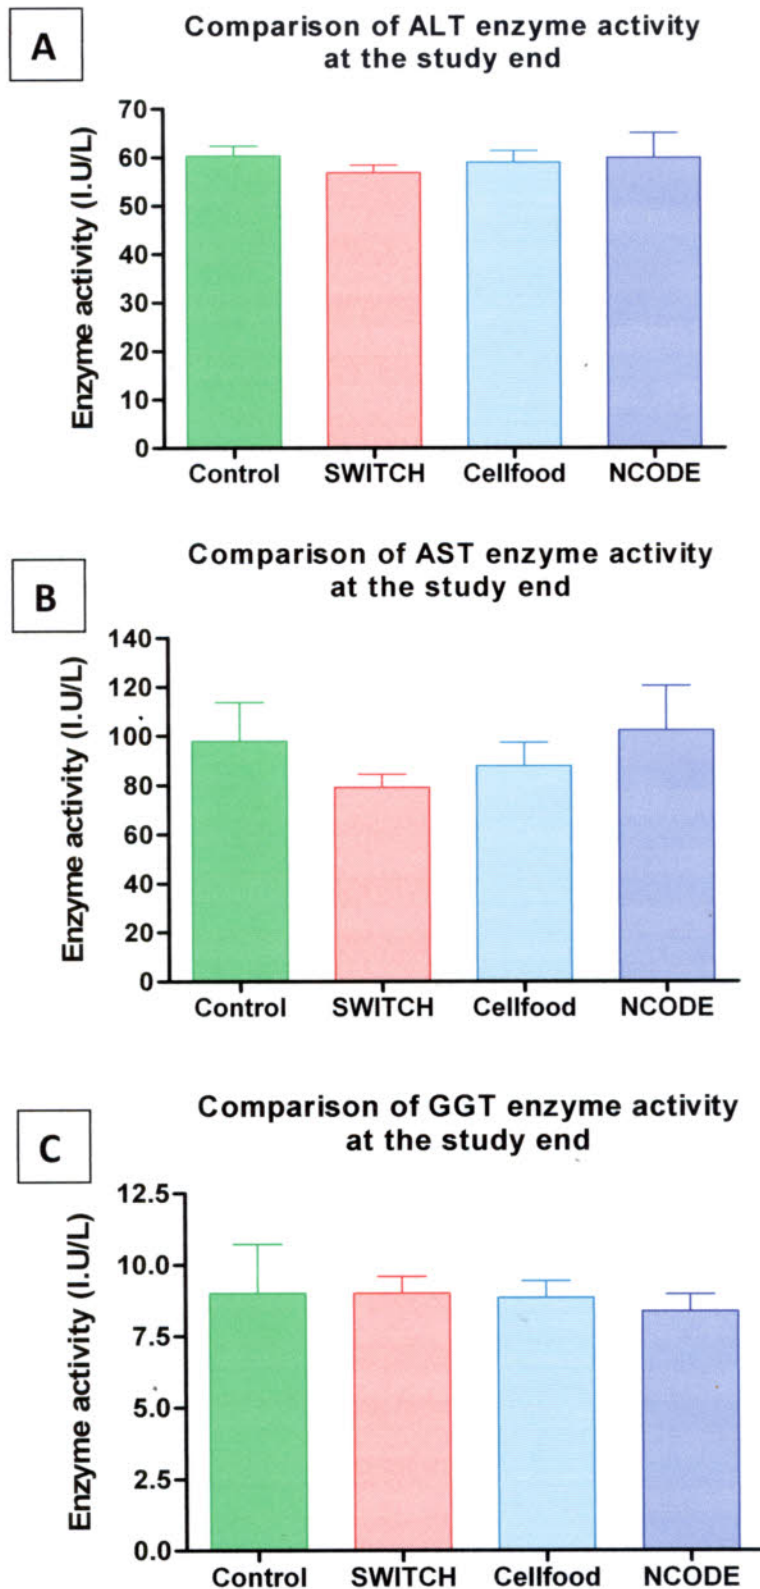 A
Comparison of ALT enzyme activity
at the study end
Enzyme activity (I.U/L)
70
60
50
40
30
20
10
0
Control SWITCH Cellfood NCODE
B
Comparison of AST enzyme activity
at the study end
Enzyme activity (I.U/L)
140
120
100
80
60
40
20
0
Control SWITCH Cellfood NCODE
C
Comparison of GGT enzyme activity
at the study end
Enzyme activity (I.U/L)
12.5
10.0
7.5
5.0
2.5
0.0
Control SWITCH Cellfood NCODE